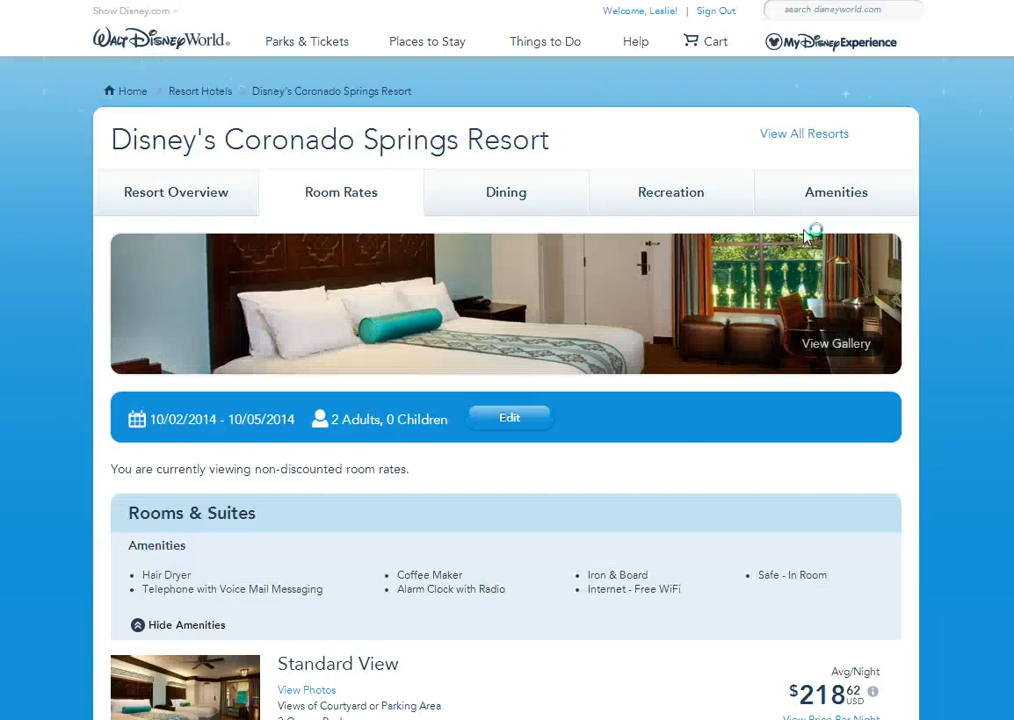 Show Disney.com
Welcome, Leslie! | Sign Out
search disneyworld.com
Walt Disney World.
Parks & Tickets
Places to Stay
Things to Do
Help
Cart
My Disney Experience
Home
Resort Hotels
Disney's Coronado Springs Resort
Disney's Coronado Springs Resort
View All Resorts
Resort Overview
Room Rates
Dining
Recreation
Amenities
View Gallery
10/02/2014 - 10/05/2014
2 Adults, 0 Children
Edit
You are currently viewing non-discounted room rates.
Rooms & Suites
Amenities
• Hair Dryer
• Telephone with Voice Mail Messaging
• Coffee Maker
• Alarm Clock with Radio
• Iron & Board
• Internet - Free WiFi
• Safe - In Room
Hide Amenities
Standard View
View Photos
Views of Courtyard or Parking Area
Avg/Night
$218 62 USD
View Price Per Night